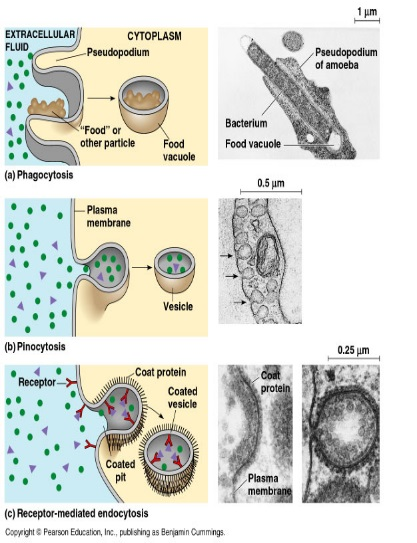 1 µm
EXTRACELLULAR
FLUID
CYTOPLASM
Pseudopodium
"Food" or
other particle
Food
vacuole
Pseudopodium
of amoeba
Bacterium
Food vacuole
(a) Phagocytosis
0.5 µm
Plasma
membrane
Vesicle
(b) Pinocytosis
0.25 µm
Receptor
Coat protein
Coated
vesicle
Coated
pit
Coat
protein
Plasma
membrane
(c) Receptor-mediated endocytosis
Copyright © Pearson Education, Inc., publishing as Benjamin Cummings.